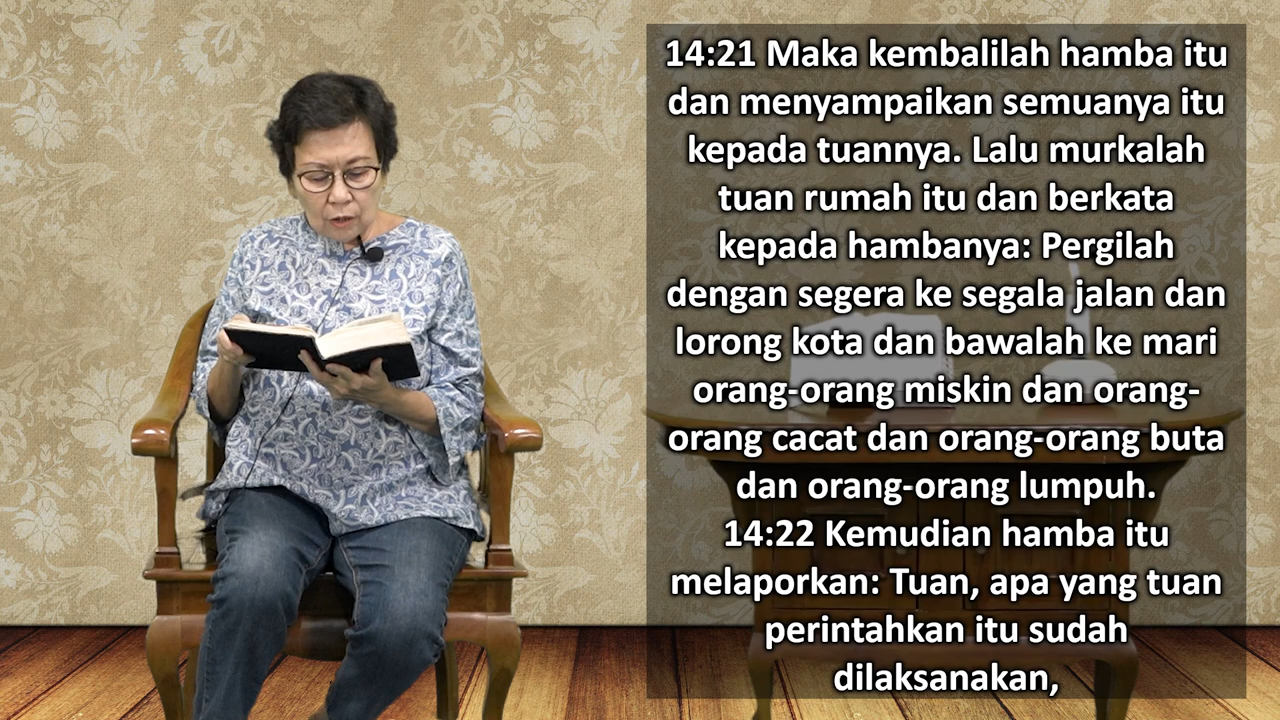 14:21 Maka kembalilah hamba itu
dan menyampaikan semuanya itu
kepada tuannya. Lalu murkalah
tuan rumah itu dan berkata
kepada hambanya: Pergilah
dengan segera ke segala jalan dan
lorong kota dan bawalah ke mari
orang-orang miskin dan orang-
orang cacat dan orang-orang buta
dan orang-orang lumpuh.
14:22 Kemudian hamba itu
melaporkan: Tuan, apa yang tuan
perintahkan itu sudah
dilaksanakan,